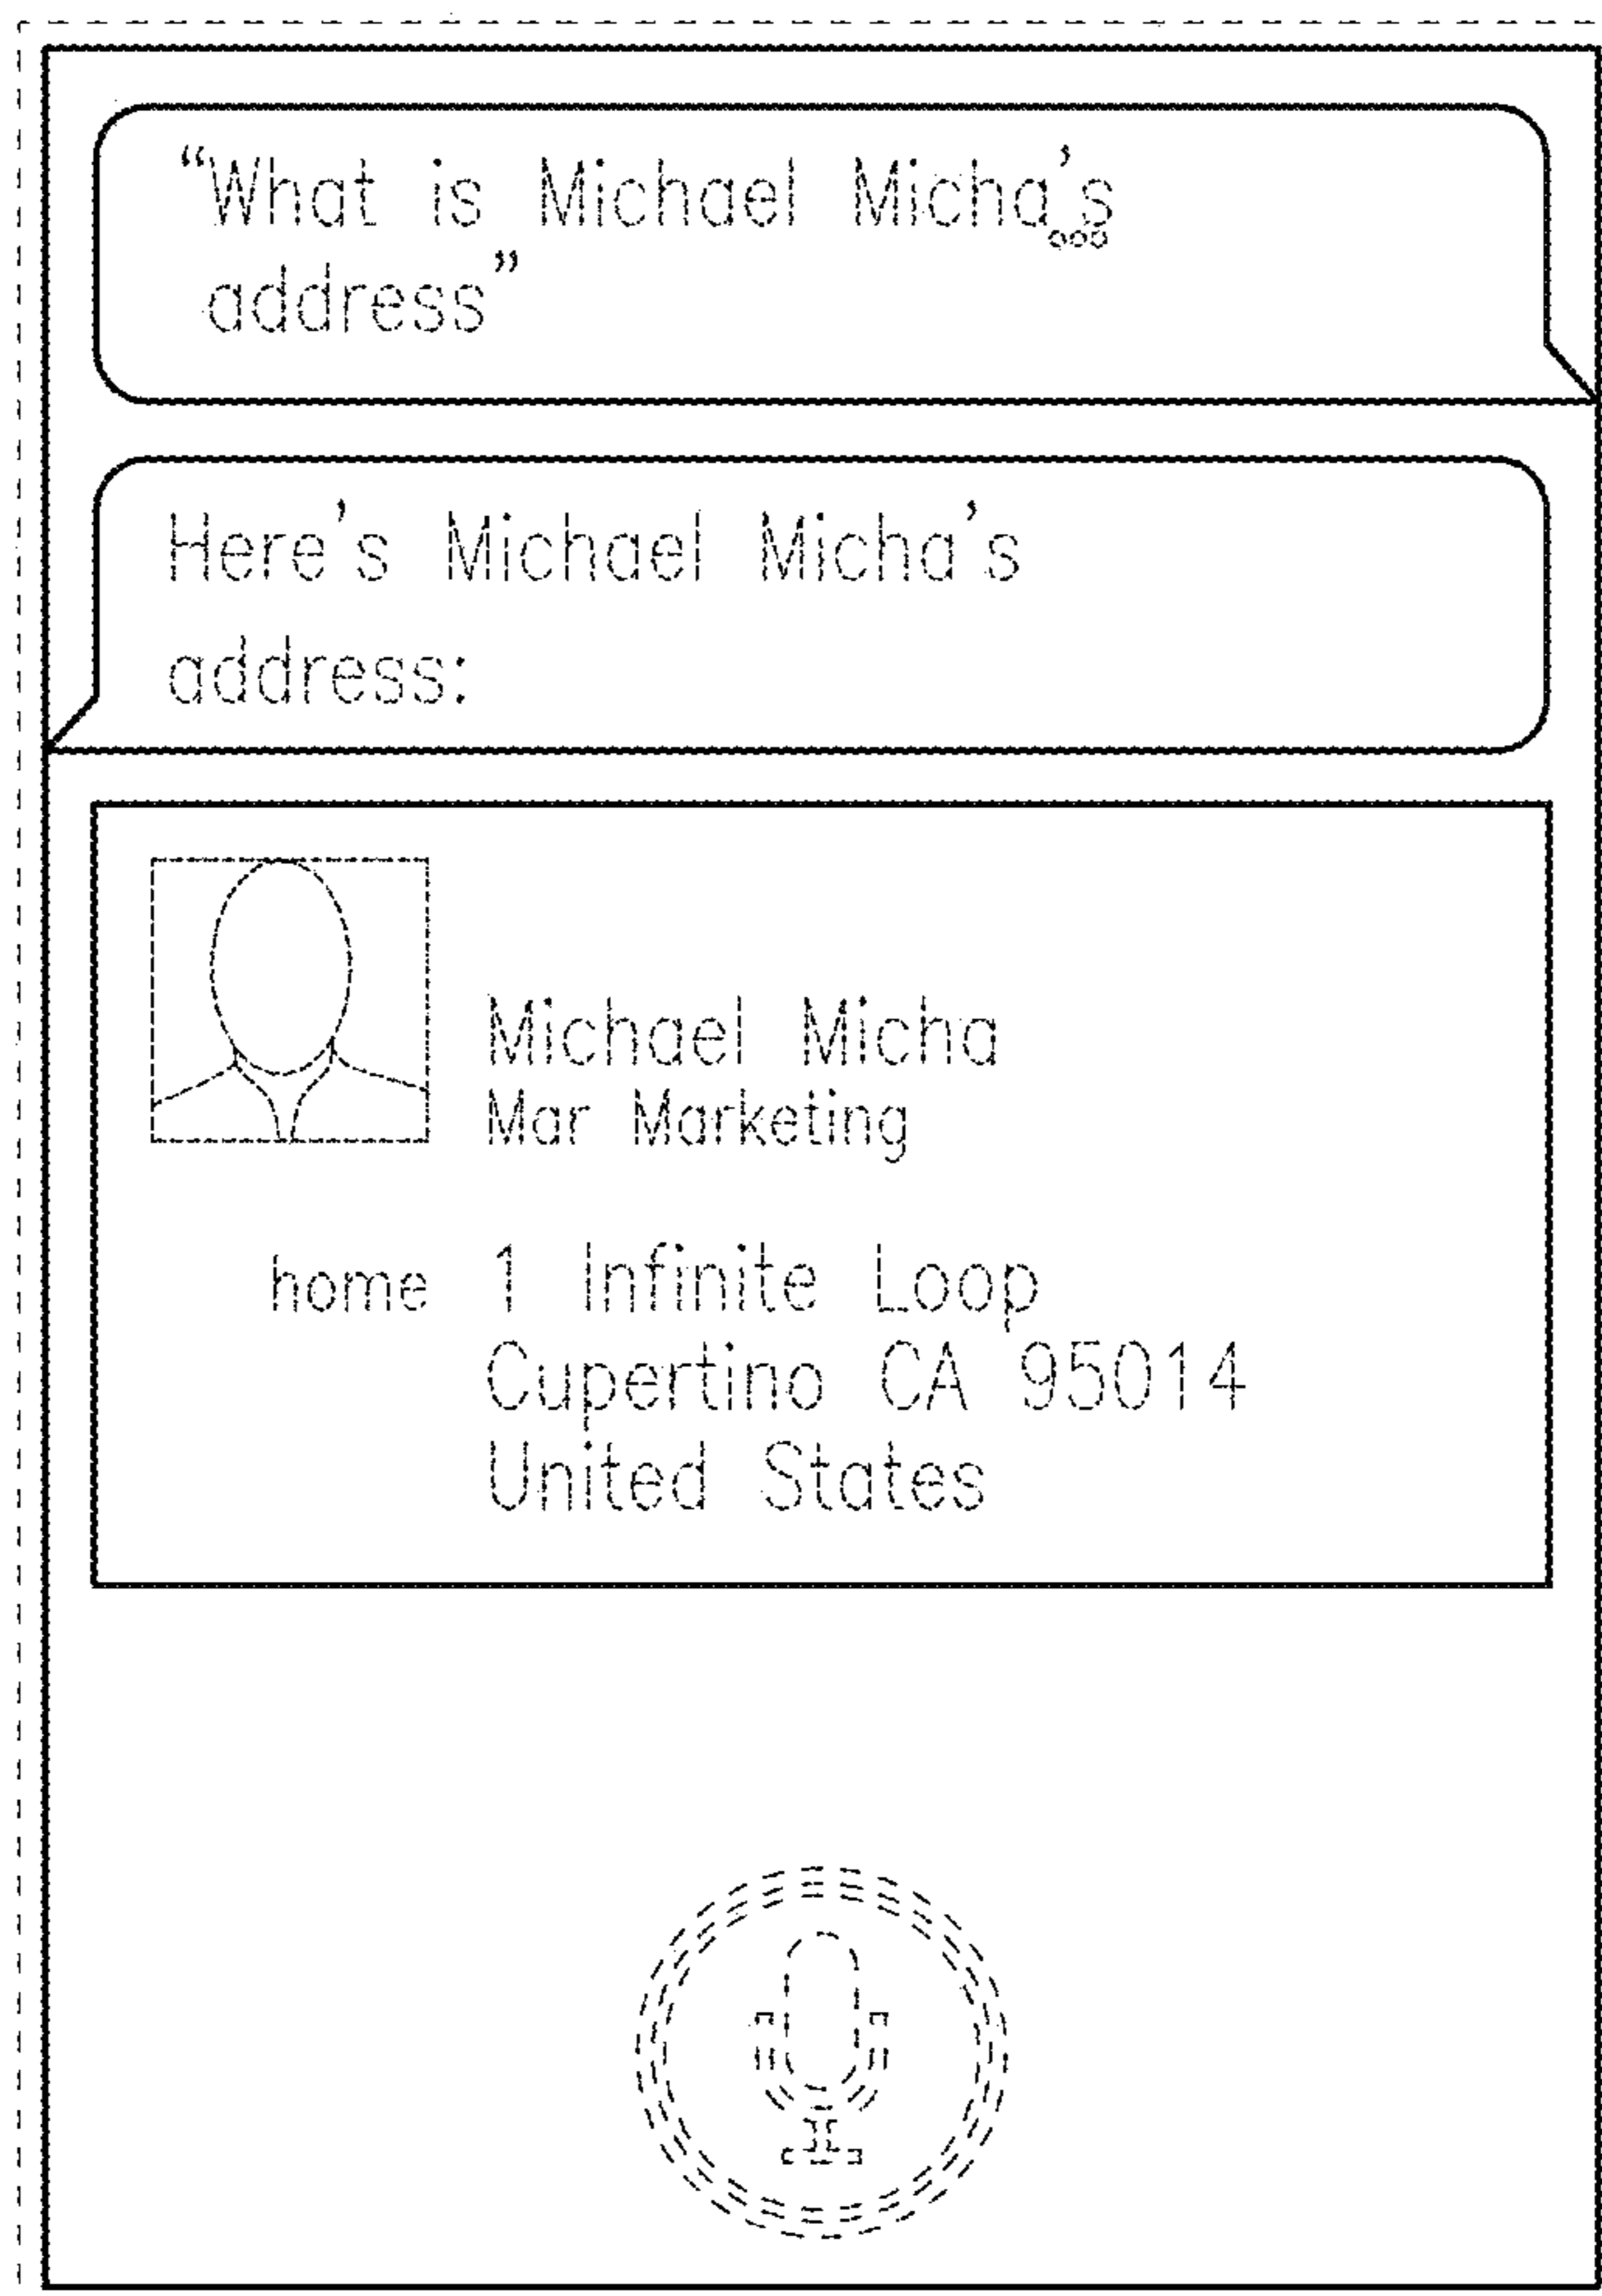 “What is Michael Micha’s
address”
Here’s Michael Micha’s
address:
Michael Micha
Mar Marketing
home 1 Infinite Loop
Cupertino CA 95014
United States